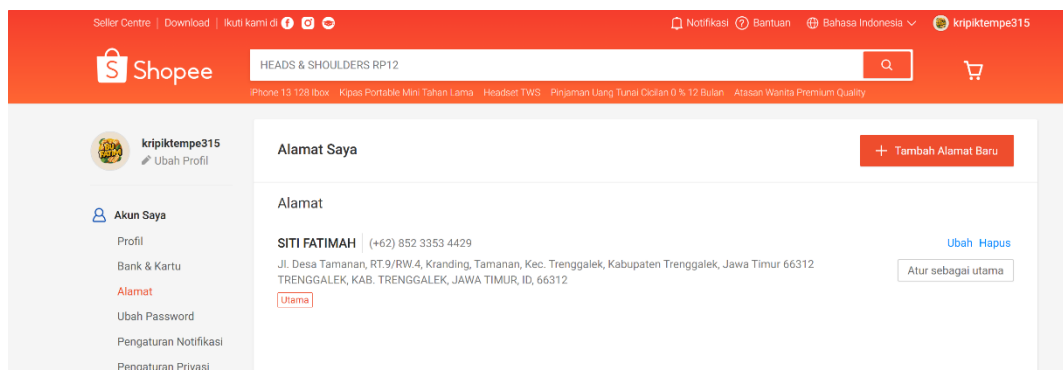 Seller Centre | Download | Ikuti kami di
Notifikasi Bantuan Bahasa Indonesia kripiktempe315
Shopee
HEADS & SHOULDERS RP12
iPhone 13 128 Ibox Kipas Portable Mini Tahan Lama Headset TWS Pinjaman Uang Tunai Cicilan 0 % 12 Bulan Atasan Wanita Premium Quality
kripiktempe315
Ubah Profil
Akun Saya
Profil
Bank & Kartu
Alamat
Ubah Password
Pengaturan Notifikasi
Pengaturan Privasi
Alamat Saya
+ Tambah Alamat Baru
Alamat
SITI FATIMAH | (+62) 852 3353 4429
Ubah Hapus
Jl. Desa Tamanan, RT.9/RW.4, Kranding, Tamanan, Kec. Trenggalek, Kabupaten Trenggalek, Jawa Timur 66312
TRENGGALEK, KAB. TRENGGALEK, JAWA TIMUR, ID, 66312
Atur sebagai utama
Utama